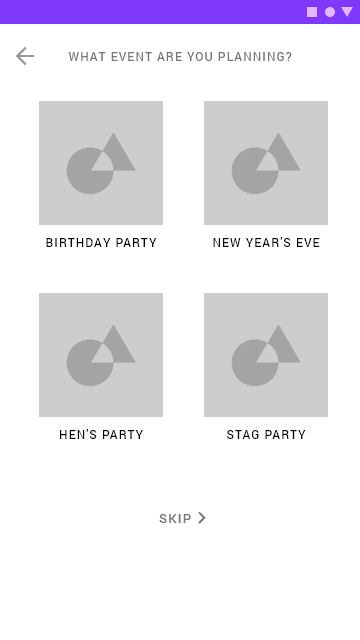 WHAT EVENT ARE YOU PLANNING?
BIRTHDAY PARTY
NEW YEAR'S EVE
HEN'S PARTY
STAG PARTY
SKIP